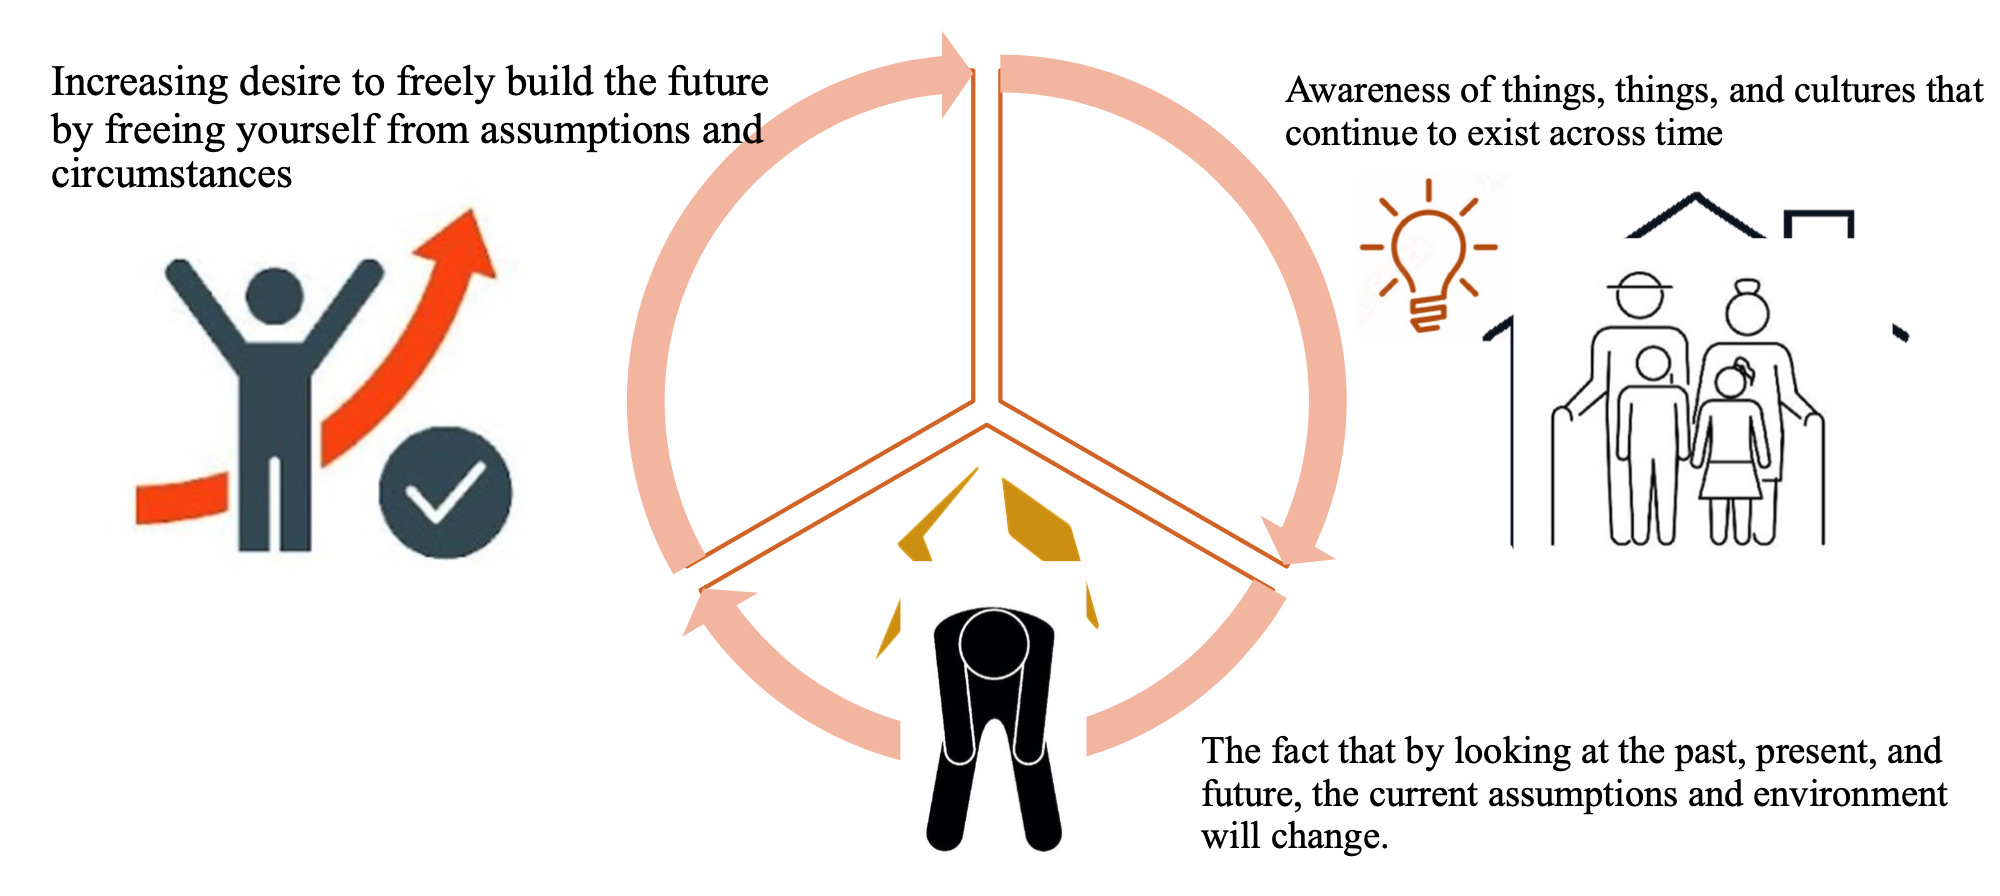 Increasing desire to freely build the future
by freeing yourself from assumptions and
circumstances
Awareness of things, things, and cultures that
continue to exist across time
The fact that by looking at the past, present, and
future, the current assumptions and environment
will change.